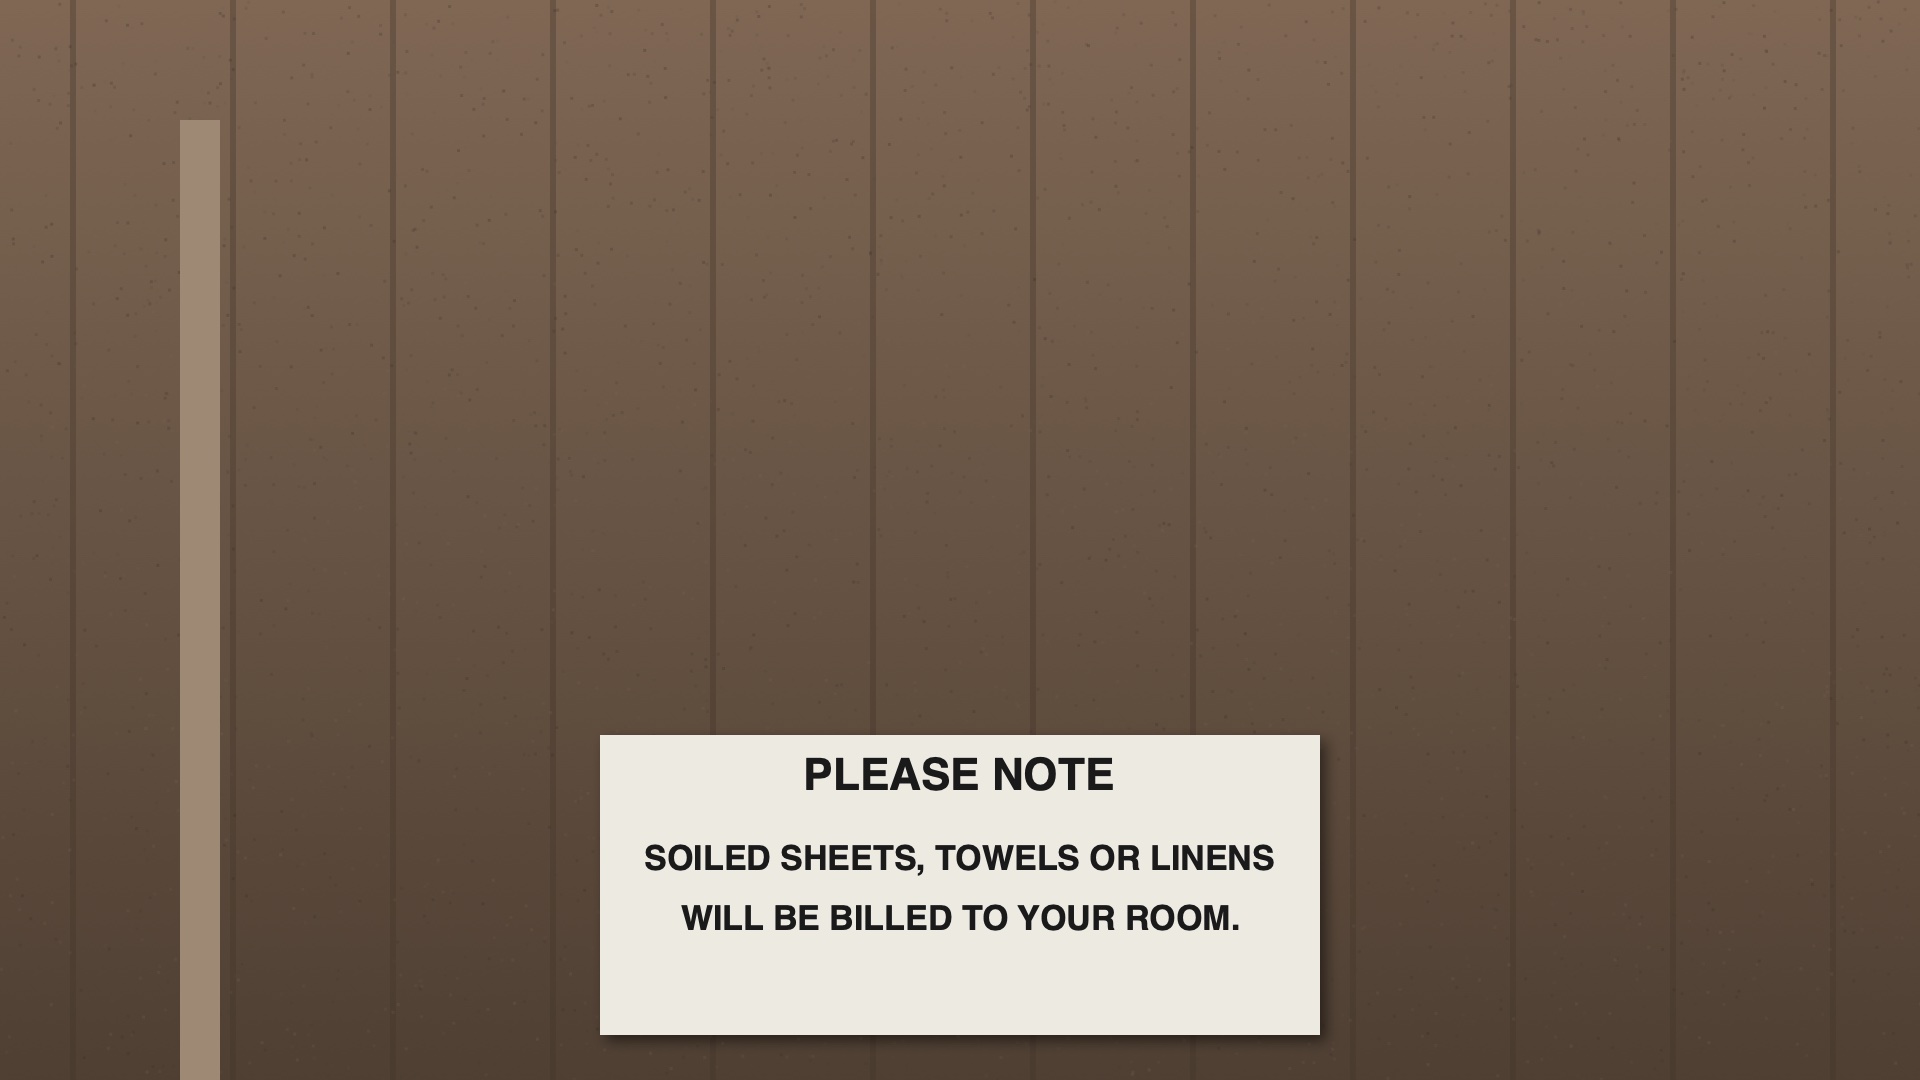 PLEASE NOTE
SOILED SHEETS, TOWELS OR LINENS
WILL BE BILLED TO YOUR ROOM.